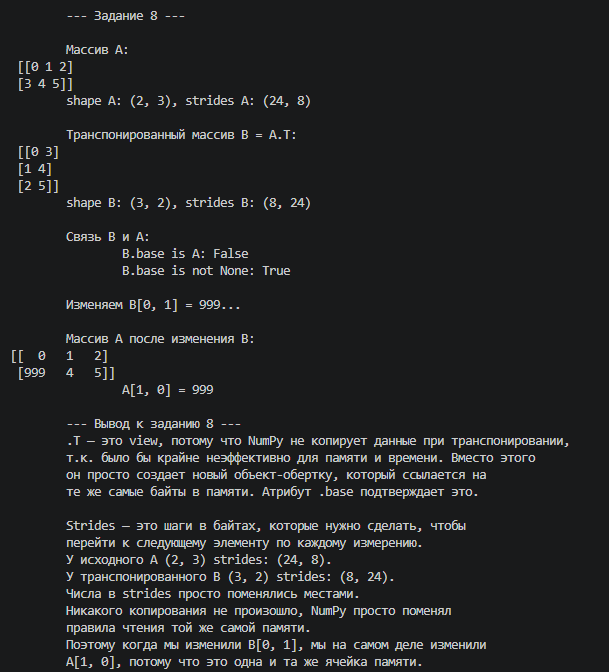 --- Задание 8 ---
Массив A:
[[0 1 2]
[3 4 5]]
shape A: (2, 3), strides A: (24, 8)
Транспонированный массив B = A.T:
[[0 3]
[1 4]
[2 5]]
shape B: (3, 2), strides B: (8, 24)
Связь B и A:
B.base is A: False
B.base is not None: True
Изменяем B[0, 1] = 999...
Массив A после изменения B:
[[  0   1   2]
[999   4   5]]
A[1, 0] = 999
--- Вывод к заданию 8 ---
.T — это view, потому что NumPy не копирует данные при транспонировании,
т.к. было бы крайне неэффективно для памяти и времени. Вместо этого
он просто создает новый объект-обертку, который ссылается на
те же самые байты в памяти. Атрибут .base подтверждает это.
Strides — это шаги в байтах, которые нужно сделать, чтобы
перейти к следующему элементу по каждому измерению.
У исходного A (2, 3) strides: (24, 8).
У транспонированного B (3, 2) strides: (8, 24).
Числа в strides просто поменялись местами.
Никакого копирования не произошло, NumPy просто поменял
правила чтения той же самой памяти.
Поэтому когда мы изменили B[0, 1], мы на самом деле изменили
A[1, 0], потому что это одна и та же ячейка памяти.